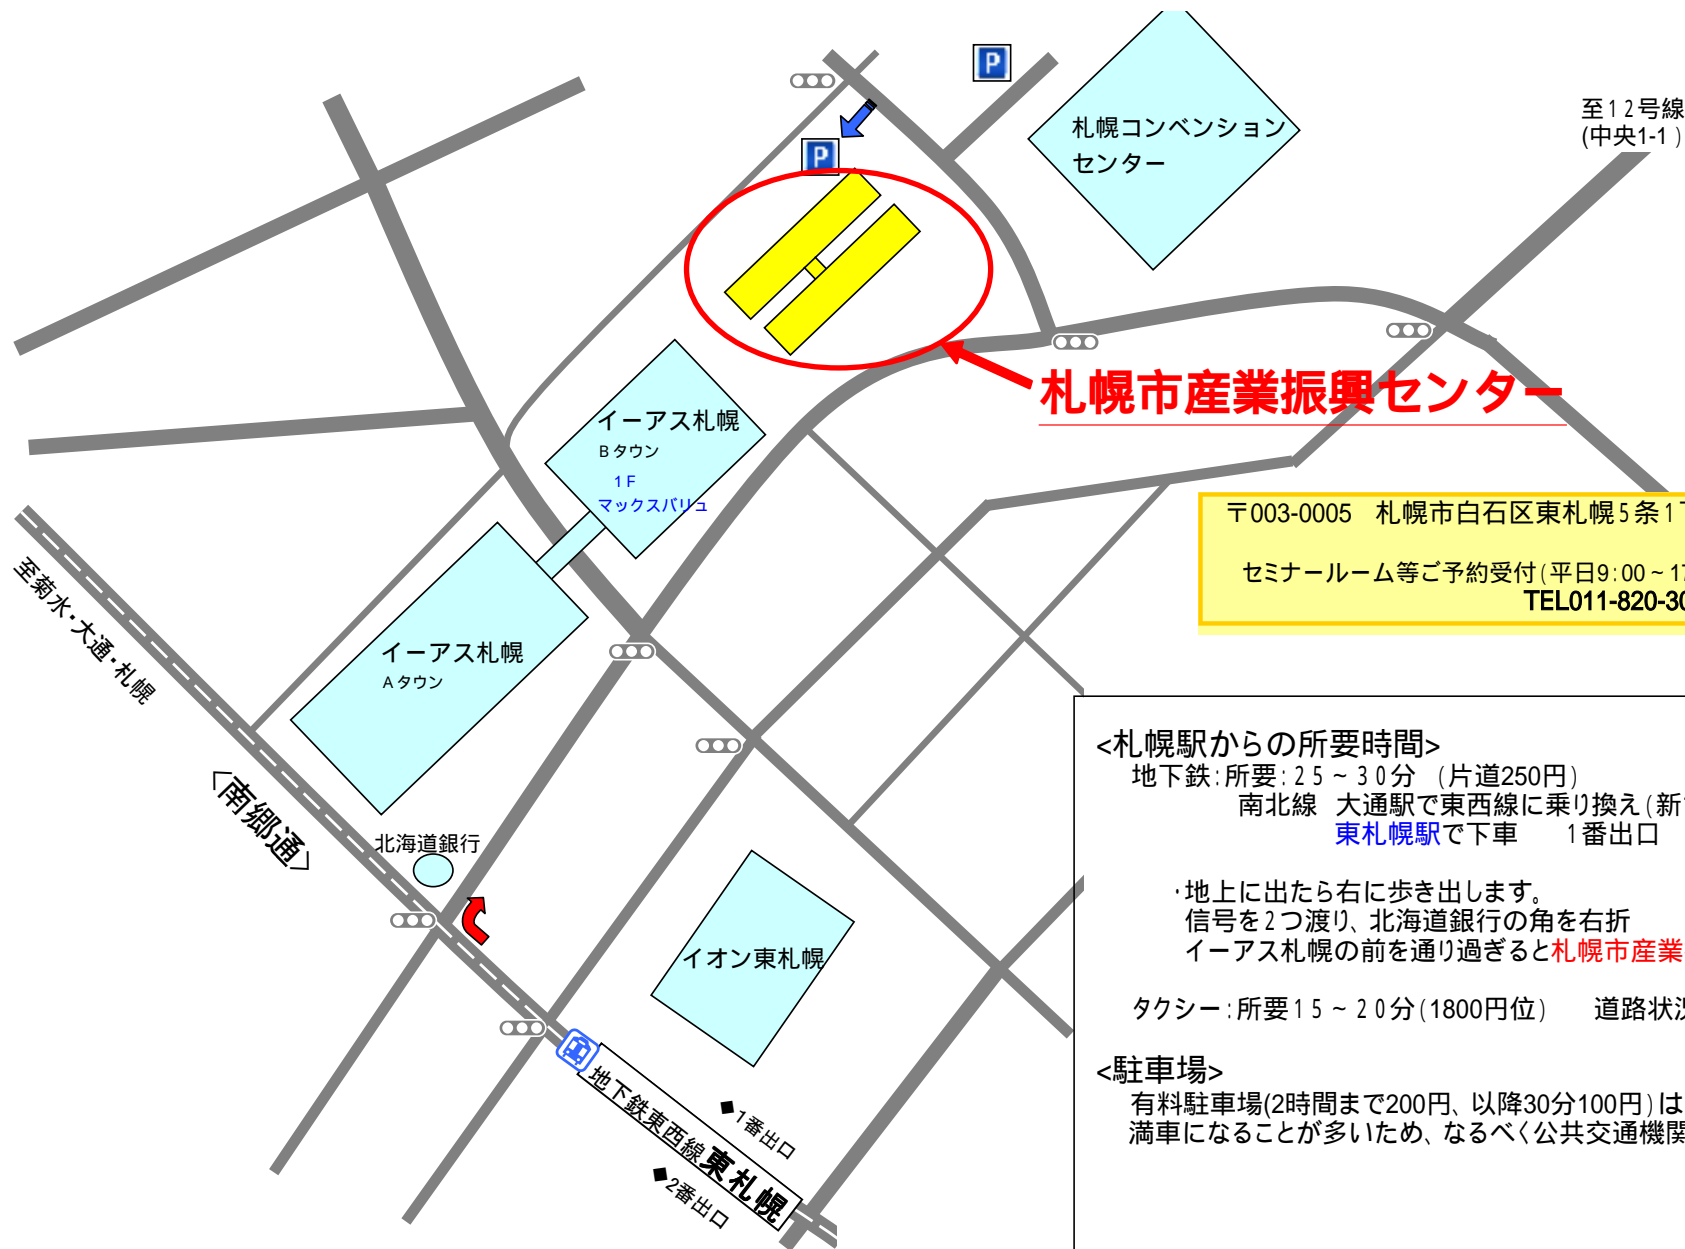 P
P
札幌コンベンション
センター
至12号線
(中央1-1)
札幌市産業振興センター
イーアス札幌
Bタウン
1F
マックスバリュ
〒003-0005 札幌市白石区東札幌5条1
セミナールーム等ご予約受付(平日9:00~1
TEL011-820-30
至菊水・大通・札幌
イーアス札幌
Aタウン
<南郷通>
北海道銀行
イオン東札幌
地下鉄東西線東札幌
■1番出口
■2番出口
<札幌駅からの所要時間>
地下鉄:所要:25~30分 (片道250円)
南北線 大通駅で東西線に乗り換え(新
東札幌駅で下車 1番出口
・地上に出たら右に歩き出します。
信号を2つ渡り、北海道銀行の角を右折
イーアス札幌の前を通り過ぎると札幌市産業
タクシー:所要15~20分(1800円位) 道路状況
<駐車場>
有料駐車場(2時間まで200円、以降30分100円)は
満車になることが多いため、なるべく公共交通機関